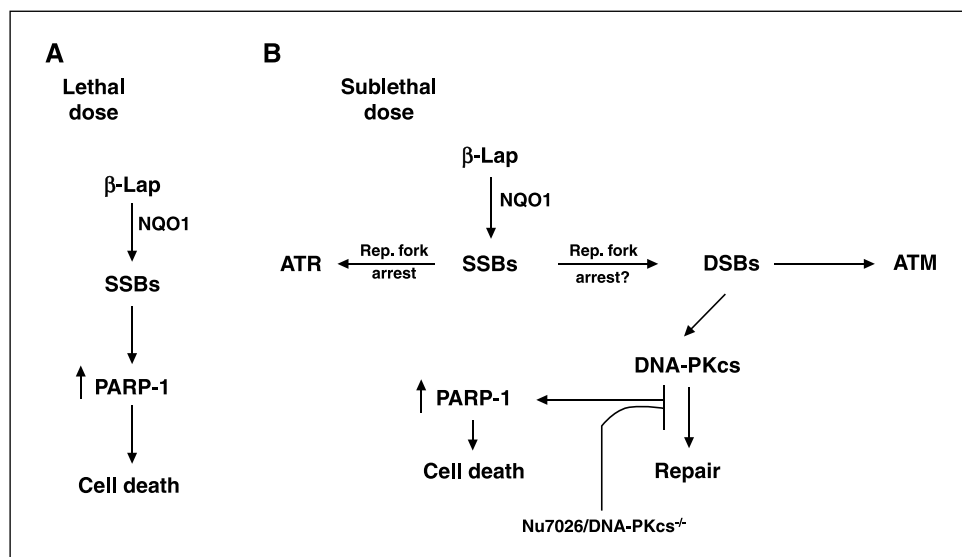 A
Lethal
dose
β-Lap
NQO1
SSBs
PARP-1
Cell death
B
Sublethal
dose
β-Lap
NQO1
ATR
Rep. fork
arrest
SSBs
Rep. fork
arrest?
DSBs
ATM
DNA-PKcs
PARP-1
Cell death
Repair
Nu7026/DNA-PKcs-/-